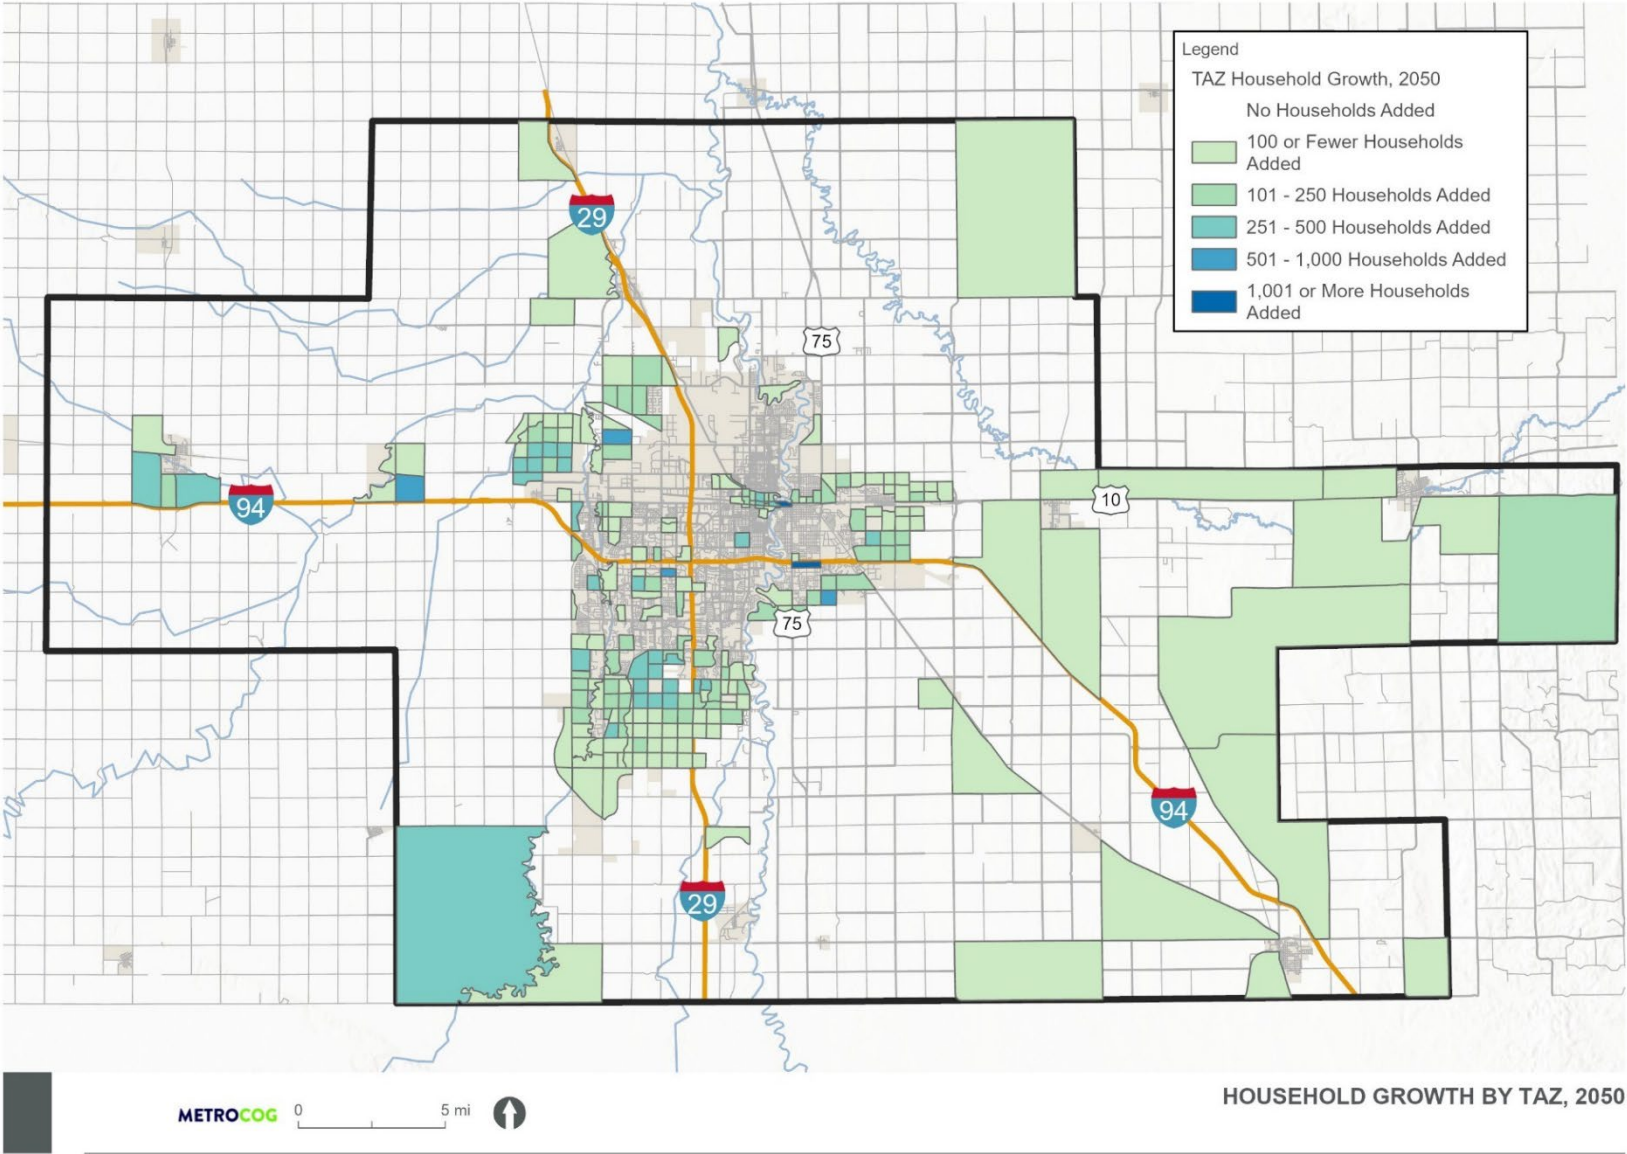 Legend
TAZ Household Growth, 2050
No Households Added
100 or Fewer Households
Added
101 - 250 Households Added
251 - 500 Households Added
501 - 1,000 Households Added
1,001 or More Households
Added
29
75
94
10
75
94
29
METROCOG
0
5 mi
HOUSEHOLD GROWTH BY TAZ, 2050